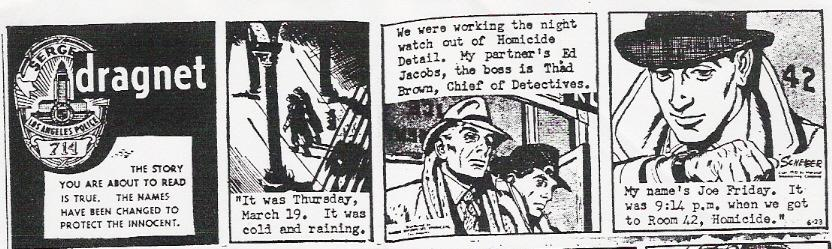 SERGE
dragnet
LOS ANGELES POLICE
714
THE STORY
YOU ARE ABOUT TO READ
IS TRUE. THE NAMES
HAVE BEEN CHANGED TO
PROTECT THE INNOCENT.
"It was Thursday,
March 19. It was
cold and raining.
We were working the night
watch out of Homicide
Detail. My partner's Ed
Jacobs, the boss is Thad
Brown, Chief of Detectives.
42
My name's Joe Friday. It
was 9:14 p.m. when we got
to Room 42, Homicide."
6-23